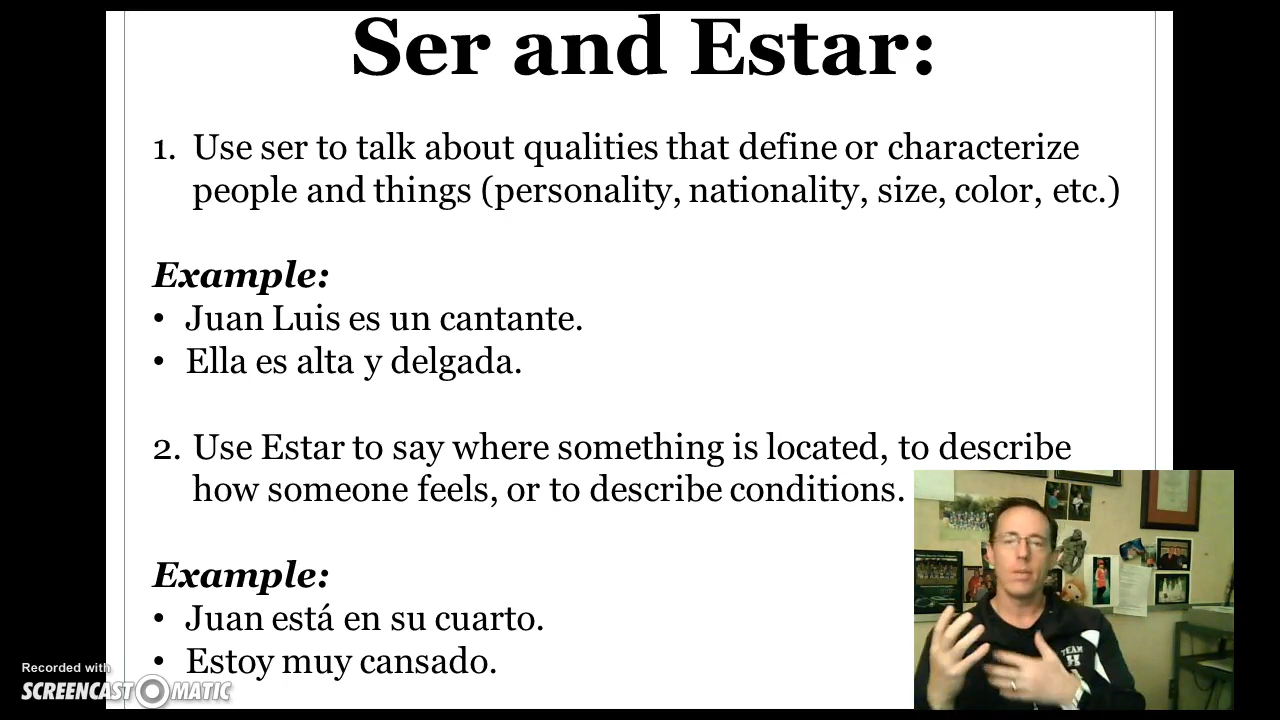 Ser and Estar:
1. Use ser to talk about qualities that define or characterize
people and things (personality, nationality, size, color, etc.)
Example:
• Juan Luis es un cantante.
• Ella es alta y delgada.
2. Use Estar to say where something is located, to describe
how someone feels, or to describe conditions.
Example:
• Juan está en su cuarto.
• Estoy muy cansado.
TEAM
H
Recorded with
SCREENCAST-O-MATIC